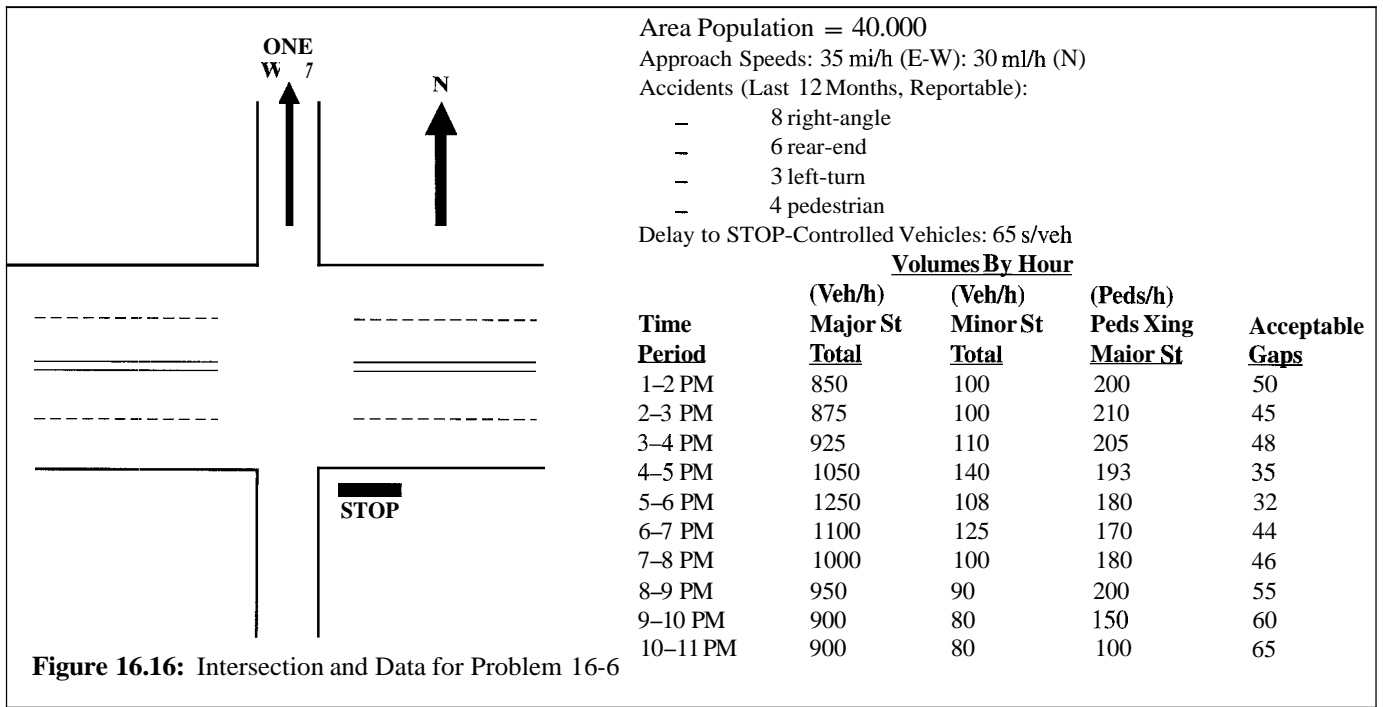 ONE
W 7
N
STOP
Area Population = 40.000
Approach Speeds: 35 mi/h (E-W): 30 ml/h (N)
Accidents (Last 12 Months, Reportable):
– 8 right-angle
– 6 rear-end
– 3 left-turn
– 4 pedestrian
Delay to STOP-Controlled Vehicles: 65 s/veh
Volumes By Hour
(Veh/h) (Veh/h) (Peds/h)
Time Major St Minor St Peds Xing Acceptable
Period Total Total Maior St Gaps
1–2 PM 850 100 200 50
2–3 PM 875 100 210 45
3–4 PM 925 110 205 48
4–5 PM 1050 140 193 35
5–6 PM 1250 108 180 32
6–7 PM 1100 125 170 44
7–8 PM 1000 100 180 46
8–9 PM 950 90 200 55
9–10 PM 900 80 150 60
10–11 PM 900 80 100 65
Figure 16.16: Intersection and Data for Problem 16-6